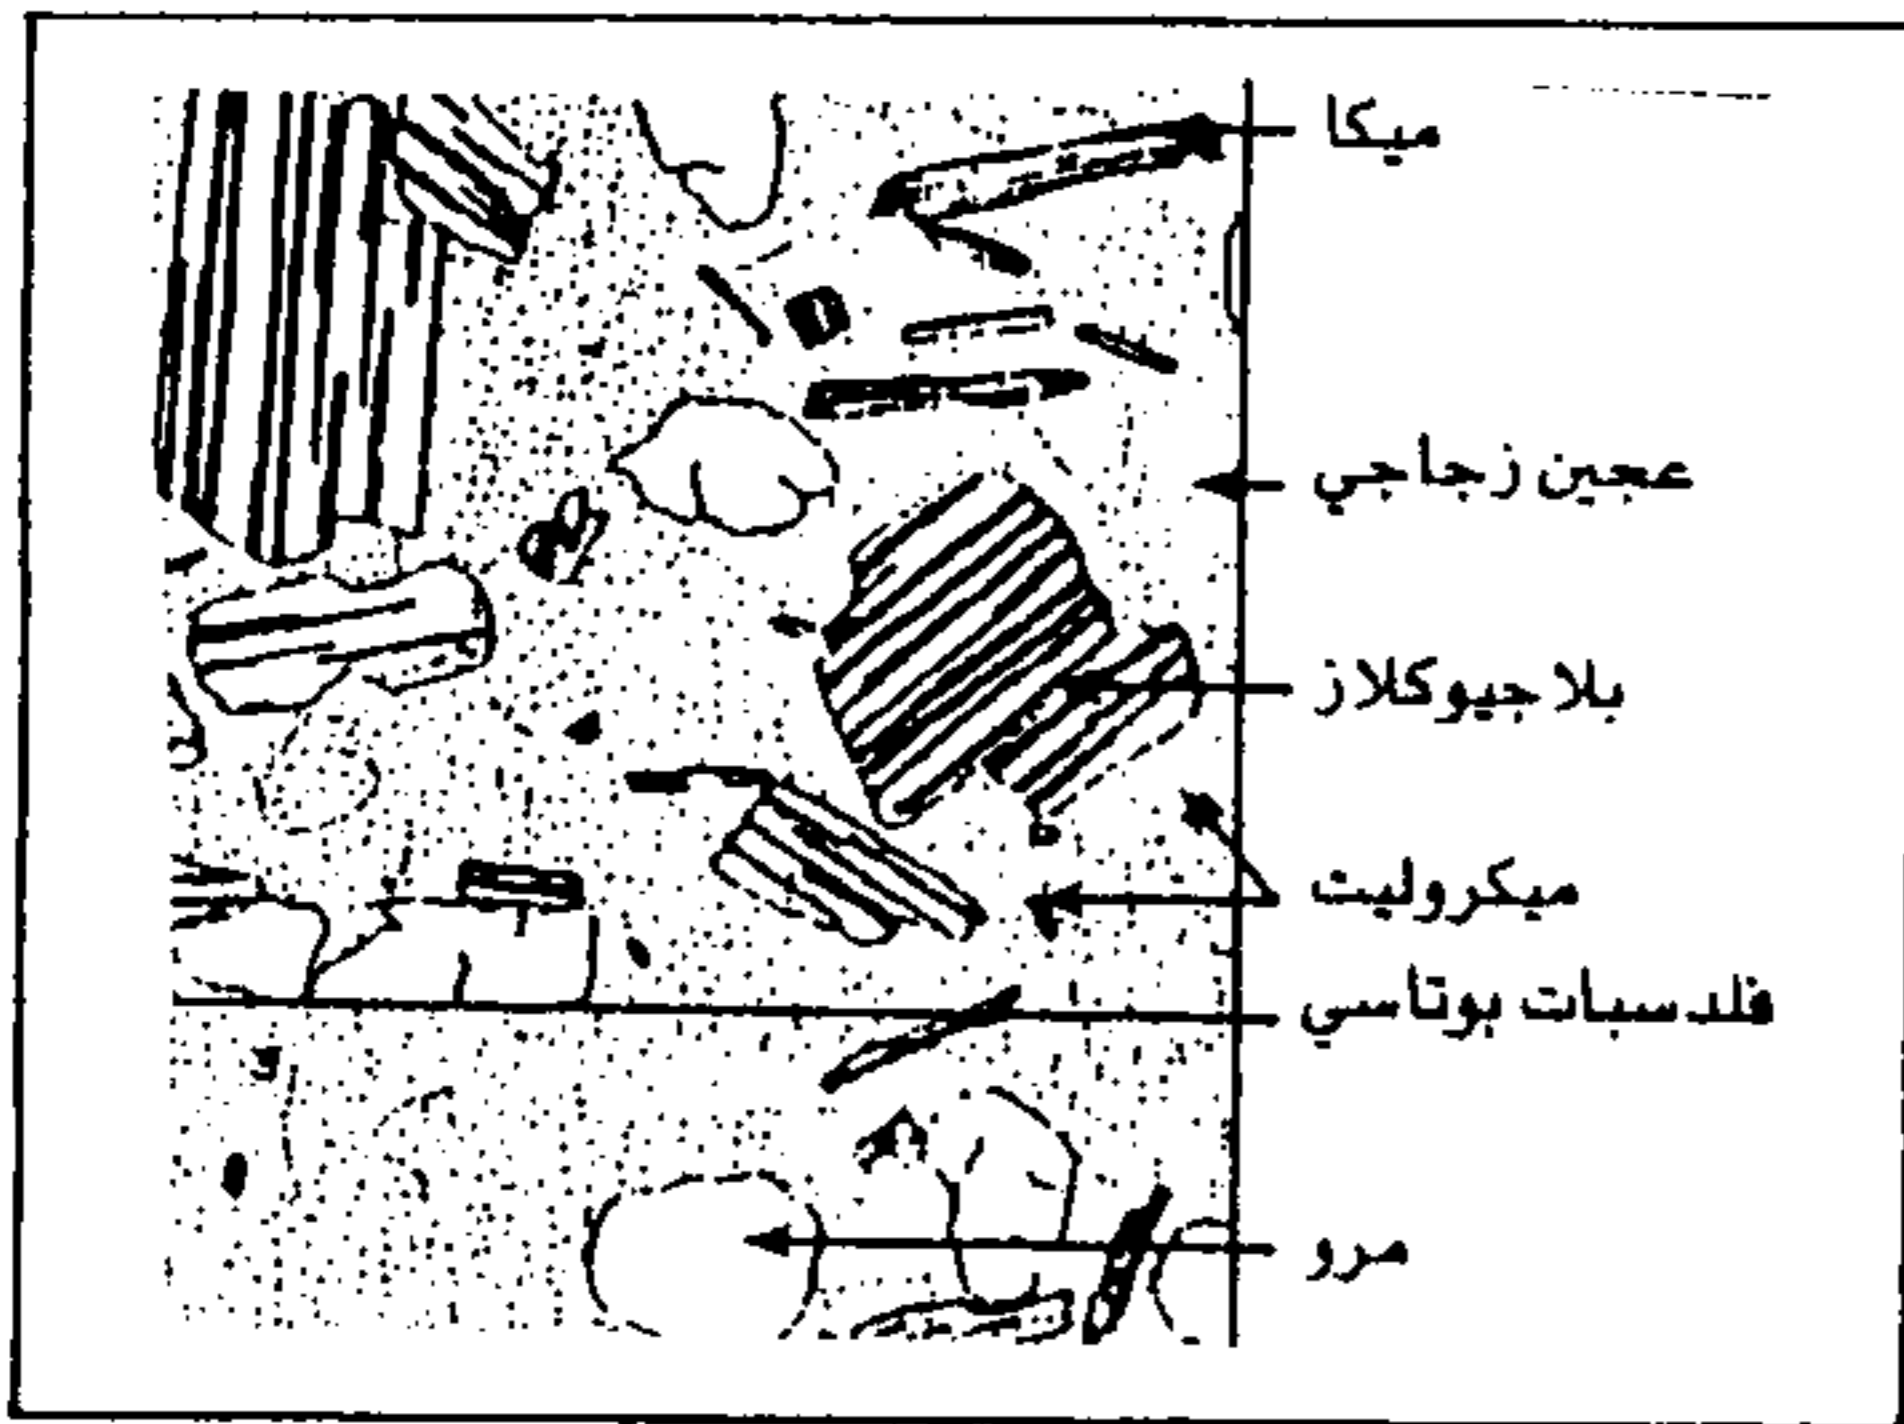 ميكا
عجين زجاجي
بلاجيوكلاز
ميكروليت
فلدسبات بوتاسي
مرو